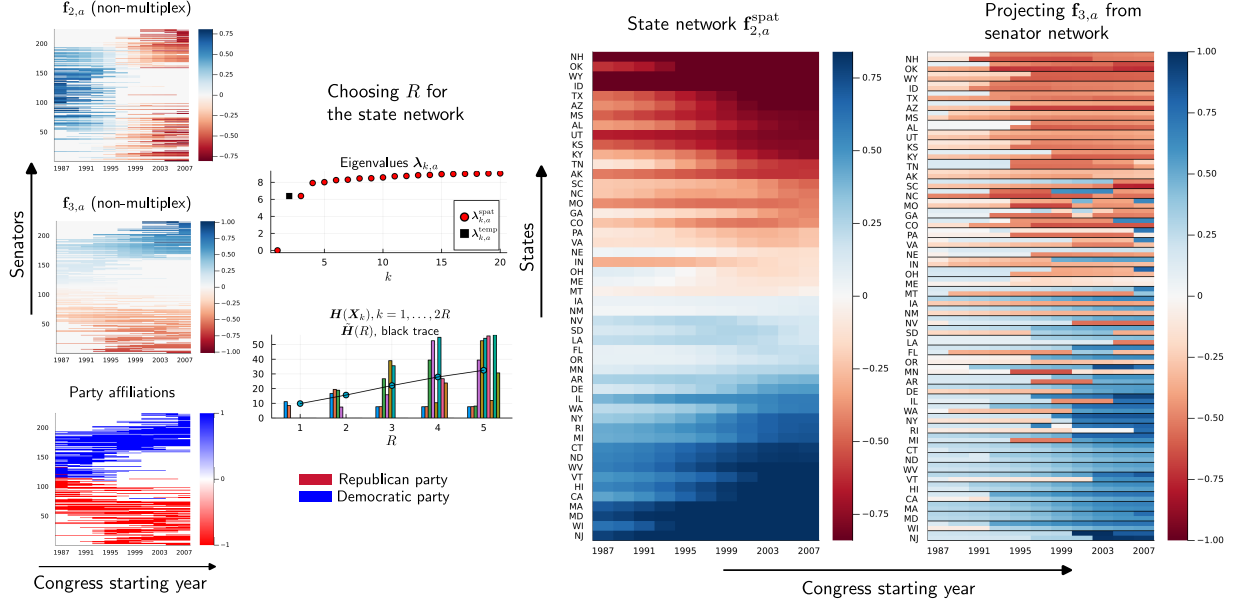 f₂,ₐ (non-multiplex)
200
150
100
50
1987 1991 1995 1999 2003 2007
0.75
0.50
0.25
0
−0.25
−0.50
−0.75
f₃,ₐ (non-multiplex)
200
150
100
50
1987 1991 1995 1999 2003 2007
1.00
0.75
0.50
0.25
0
−0.25
−0.50
−0.75
−1.00
Party affiliations
200
150
100
50
1987 1991 1995 1999 2003 2007
1
0
−1
Senators
Congress starting year
Choosing R for
the state network
Eigenvalues λₖ,ₐ
8
6
4
2
0
5 10 15 20
k
λₖ,ₐ^spat
λₖ,ₐ^temp
H(Xₖ), k = 1, . . . , 2R
Ĥ(R), black trace
50
40
30
20
10
0
1 2 3 4 5
R
Republican party
Democratic party
States
State network f₂,ₐ^spat
NH
OK
WY
ID
TX
AZ
MS
AL
UT
KS
KY
TN
AK
SC
NC
MO
GA
CO
PA
VA
NE
IN
OH
ME
MT
IA
NM
NV
SD
LA
FL
OR
MN
AR
DE
IL
WA
NY
RI
MI
CT
ND
WV
VT
HI
CA
MA
MD
WI
NJ
1987 1991 1995 1999 2003 2007
0.75
0.50
0.25
0
−0.25
−0.50
−0.75
Projecting f₃,ₐ from
senator network
NH
OK
WY
ID
TX
AZ
MS
AL
UT
KS
KY
TN
AK
SC
NC
MO
GA
CO
PA
VA
NE
IN
OH
ME
MT
IA
NM
NV
SD
LA
FL
OR
MN
AR
DE
IL
WA
NY
RI
MI
CT
ND
WV
VT
HI
CA
MA
MD
WI
NJ
1987 1991 1995 1999 2003 2007
1.00
0.75
0.50
0.25
0
−0.25
−0.50
−0.75
−1.00
Congress starting year